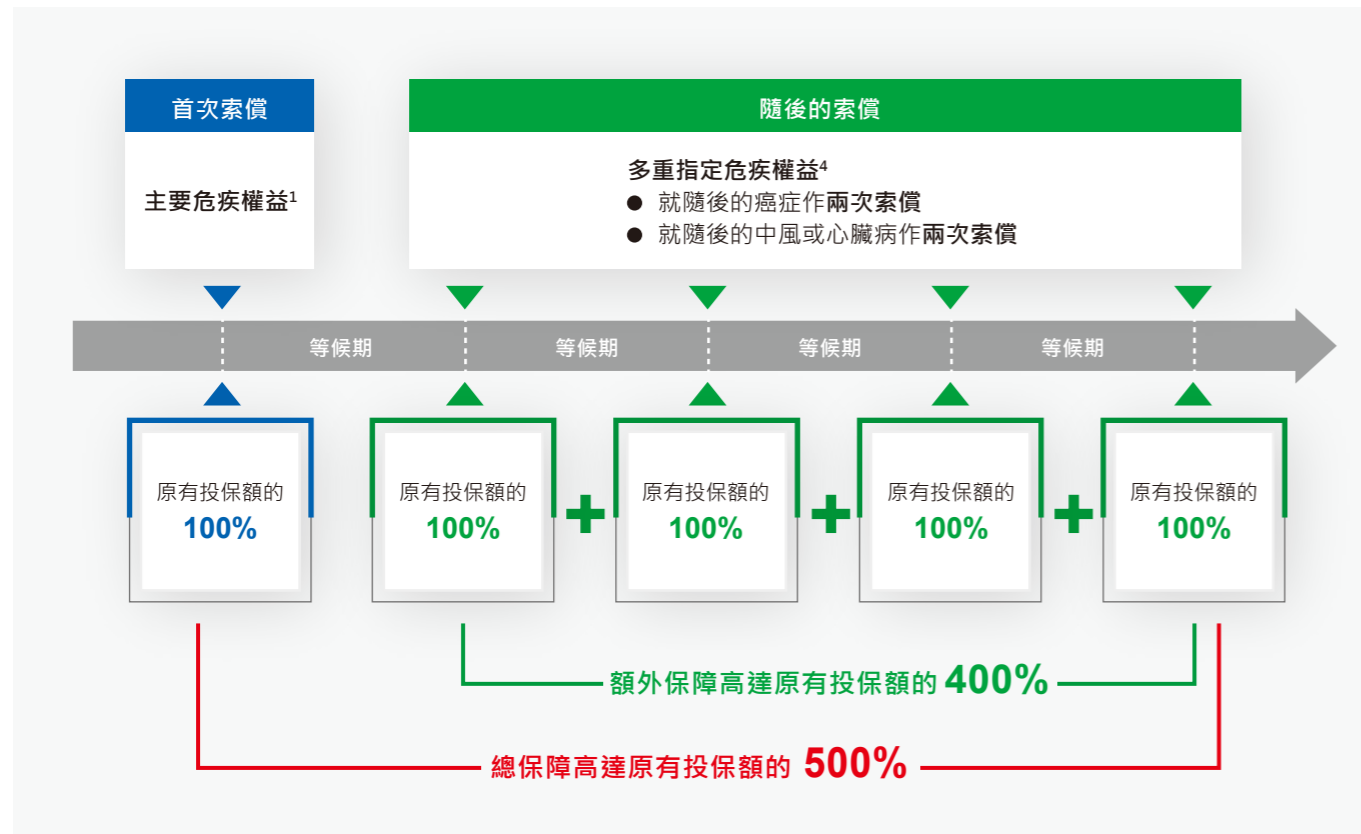 首次索償
主要危疾權益1
隨後的索償
多重指定危疾權益4
● 就隨後的癌症作兩次索償
● 就隨後的中風或心臟病作兩次索償
等候期
等候期
等候期
等候期
原有投保額的
100%
原有投保額的
100%
+
原有投保額的
100%
+
原有投保額的
100%
+
原有投保額的
100%
額外保障高達原有投保額的 400%
總保障高達原有投保額的 500%